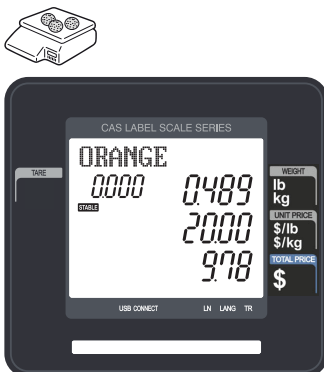 CAS LABEL SCALE SERIES
ORANGE
TARE
0.000
0.489
WEIGHT
lb
kg
STABLE
20.00
UNIT PRICE
$/lb
$/kg
9.78
TOTAL PRICE
$
USB CONNECT LN LANG TR